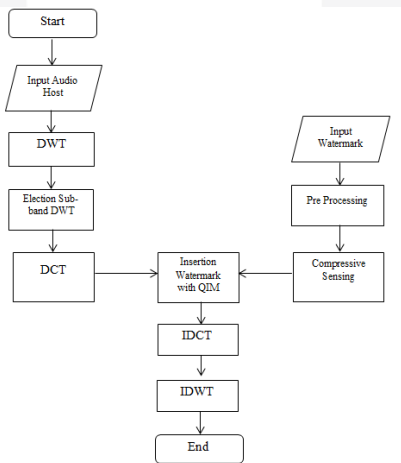 Start
Input Audio
Host
DWT
Election Sub-
band DWT
DCT
Input
Watermark
Pre Processing
Compressive
Sensing
Insertion
Watermark
with QIM
IDCT
IDWT
End